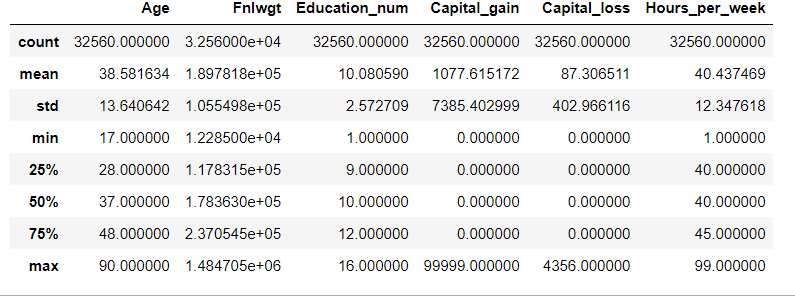 Age Fnlwgt Education_num Capital_gain Capital_loss Hours_per_week
count 32560.000000 3.256000e+04 32560.000000 32560.000000 32560.000000 32560.000000
mean 38.581634 1.897818e+05 10.080590 1077.615172 87.306511 40.437469
std 13.640642 1.055498e+05 2.572709 7385.402999 402.966116 12.347618
min 17.000000 1.228500e+04 1.000000 0.000000 0.000000 1.000000
25% 28.000000 1.178315e+05 9.000000 0.000000 0.000000 40.000000
50% 37.000000 1.783630e+05 10.000000 0.000000 0.000000 40.000000
75% 48.000000 2.370545e+05 12.000000 0.000000 0.000000 45.000000
max 90.000000 1.484705e+06 16.000000 99999.000000 4356.000000 99.000000